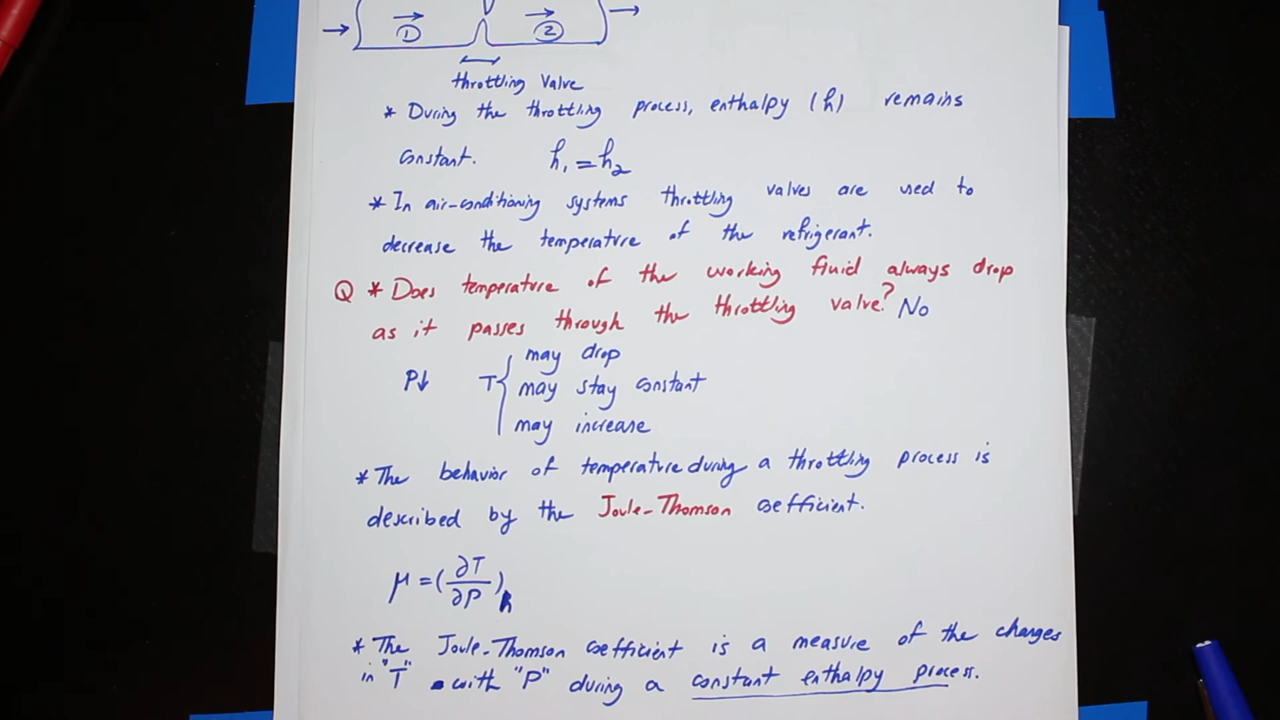 → → ① → ② →
throttling Valve
* During the throttling process, enthalpy (h) remains
constant. h₁ = h₂
* In air-conditioning systems throttling valves are used to
decrease the temperature of the refrigerant.
Q * Does temperature of the working fluid always drop
as it passes through the throttling valve? No
may drop
P↓ T { may stay constant
may increase
* The behavior of temperature during a throttling process is
described by the Joule-Thomson coefficient.
μ = (∂T/∂P)h
* The Joule-Thomson coefficient is a measure of the changes
in "T" with "P" during a constant enthalpy process.